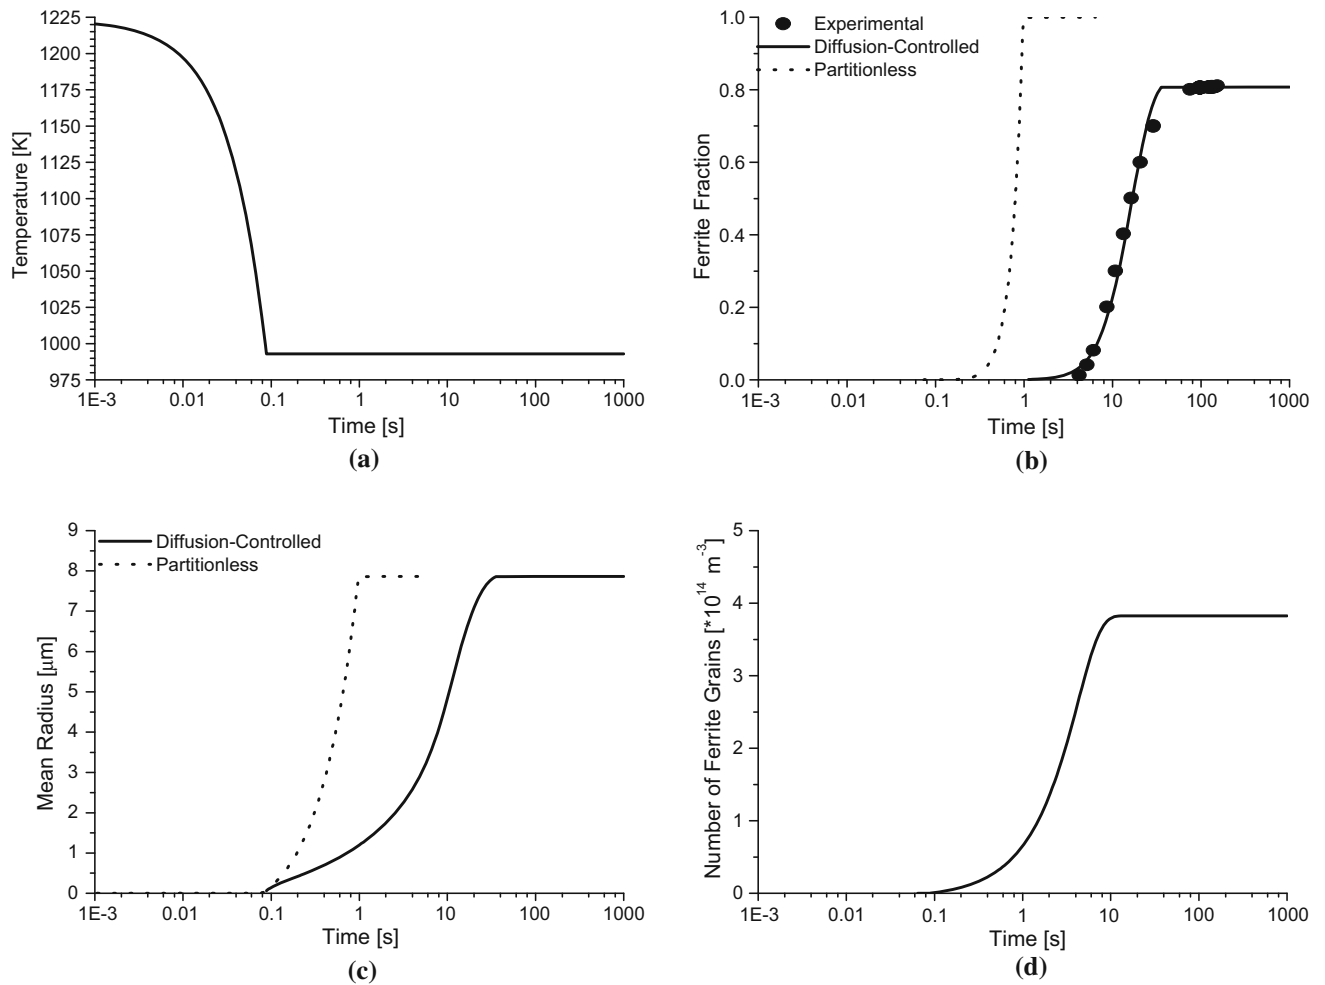 1225
1200
1175
1150
1125
1100
1075
1050
1025
1000
975
Temperature [K]
1E-3 0.01 0.1 1 10 100 1000
Time [s]
(a)
1.0
0.8
0.6
0.4
0.2
0.0
Ferrite Fraction
Experimental
Diffusion-Controlled
Partitionless
1E-3 0.01 0.1 1 10 100 1000
Time [s]
(b)
9
8
7
6
5
4
3
2
1
0
Mean Radius [µm]
Diffusion-Controlled
Partitionless
1E-3 0.01 0.1 1 10 100 1000
Time [s]
(c)
5
4
3
2
1
0
Number of Ferrite Grains [*10^14 m^-3]
1E-3 0.01 0.1 1 10 100 1000
Time [s]
(d)